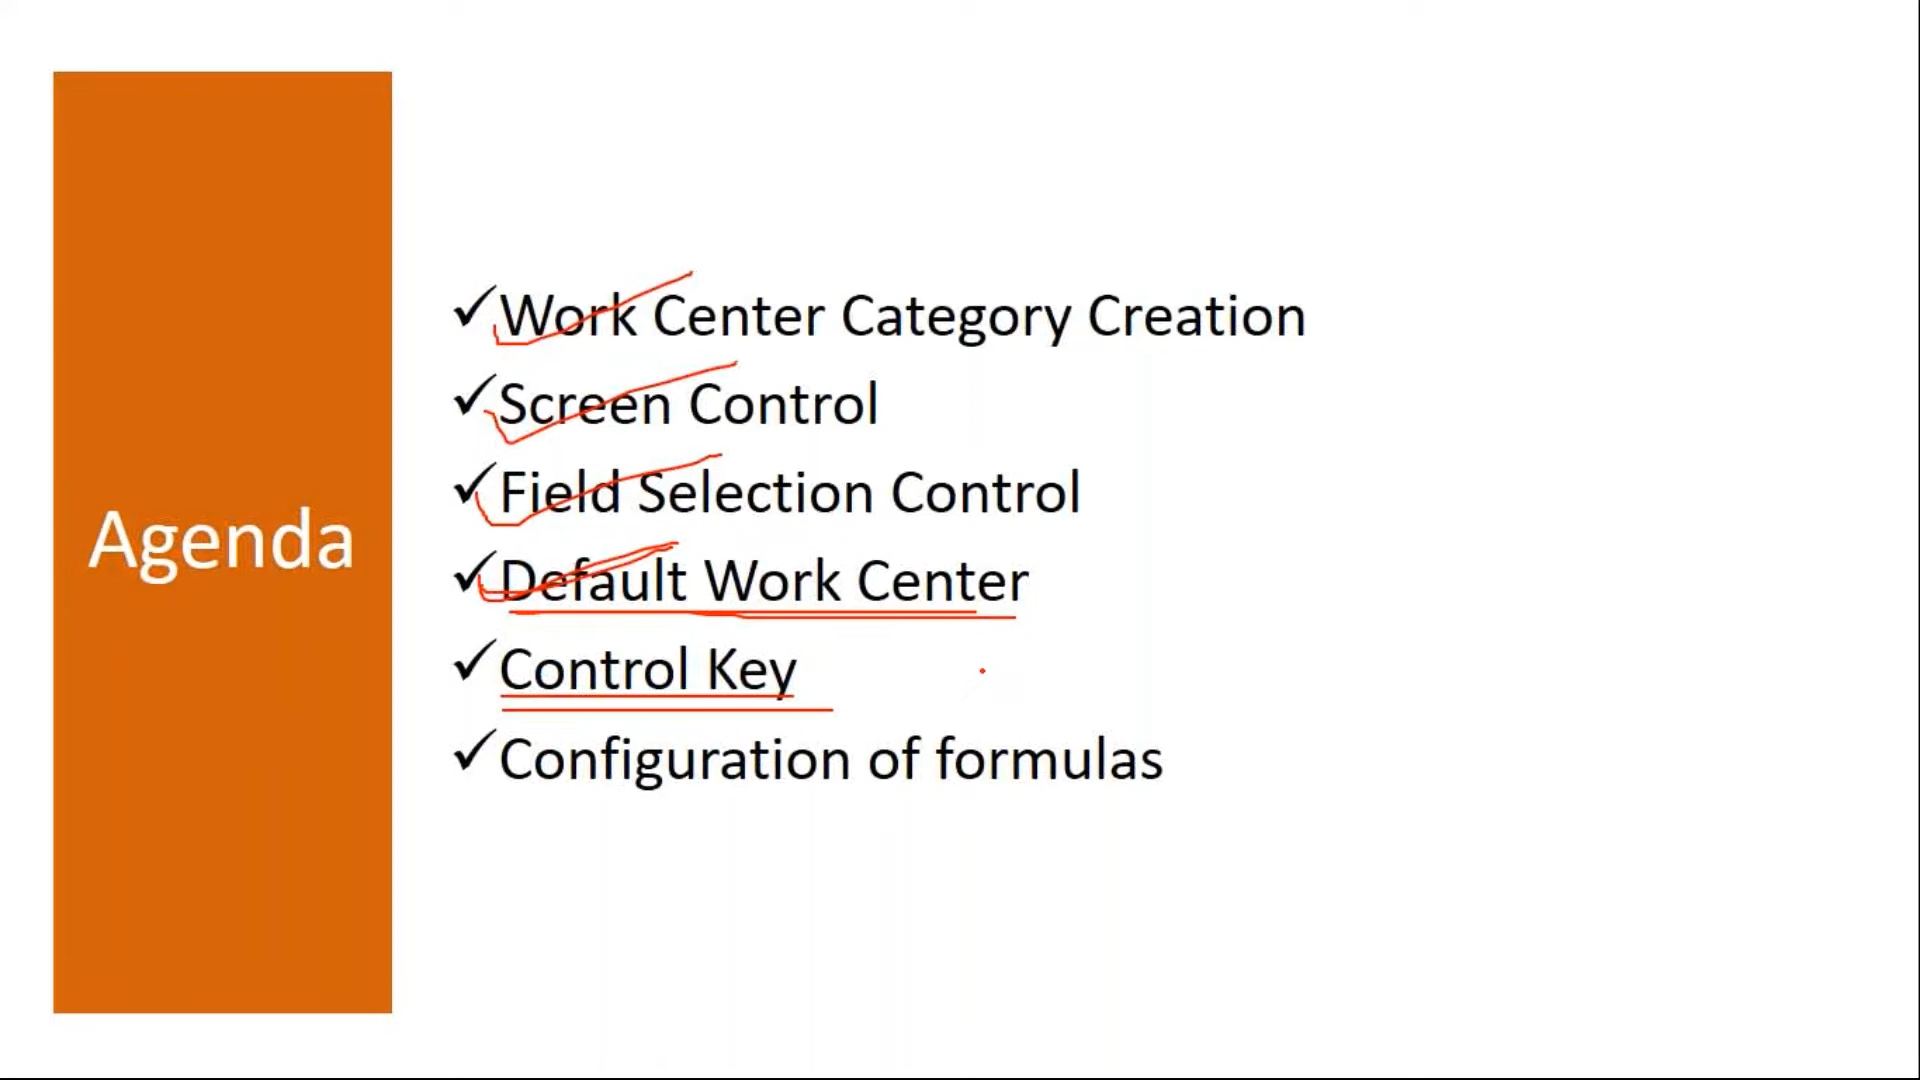 Agenda
Work Center Category Creation
Screen Control
Field Selection Control
Default Work Center
Control Key
Configuration of formulas